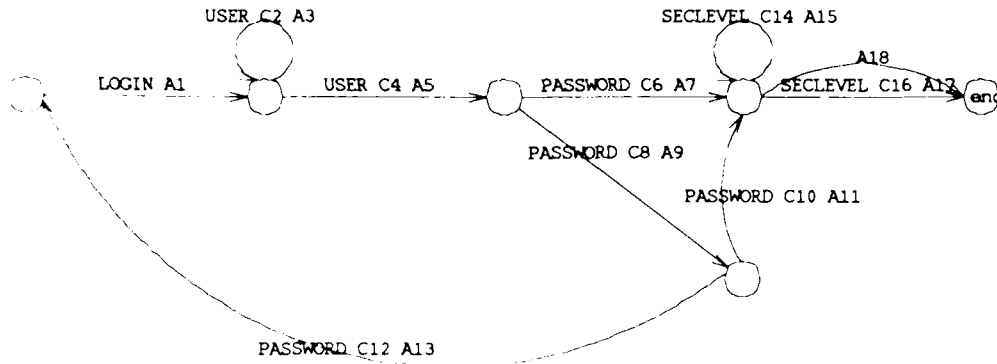 USER C2 A3
SECLEVEL C14 A15
A18
LOGIN A1
USER C4 A5
PASSWORD C6 A7
SECLEVEL C16 A17
end
PASSWORD C8 A9
PASSWORD C10 A11
PASSWORD C12 A13